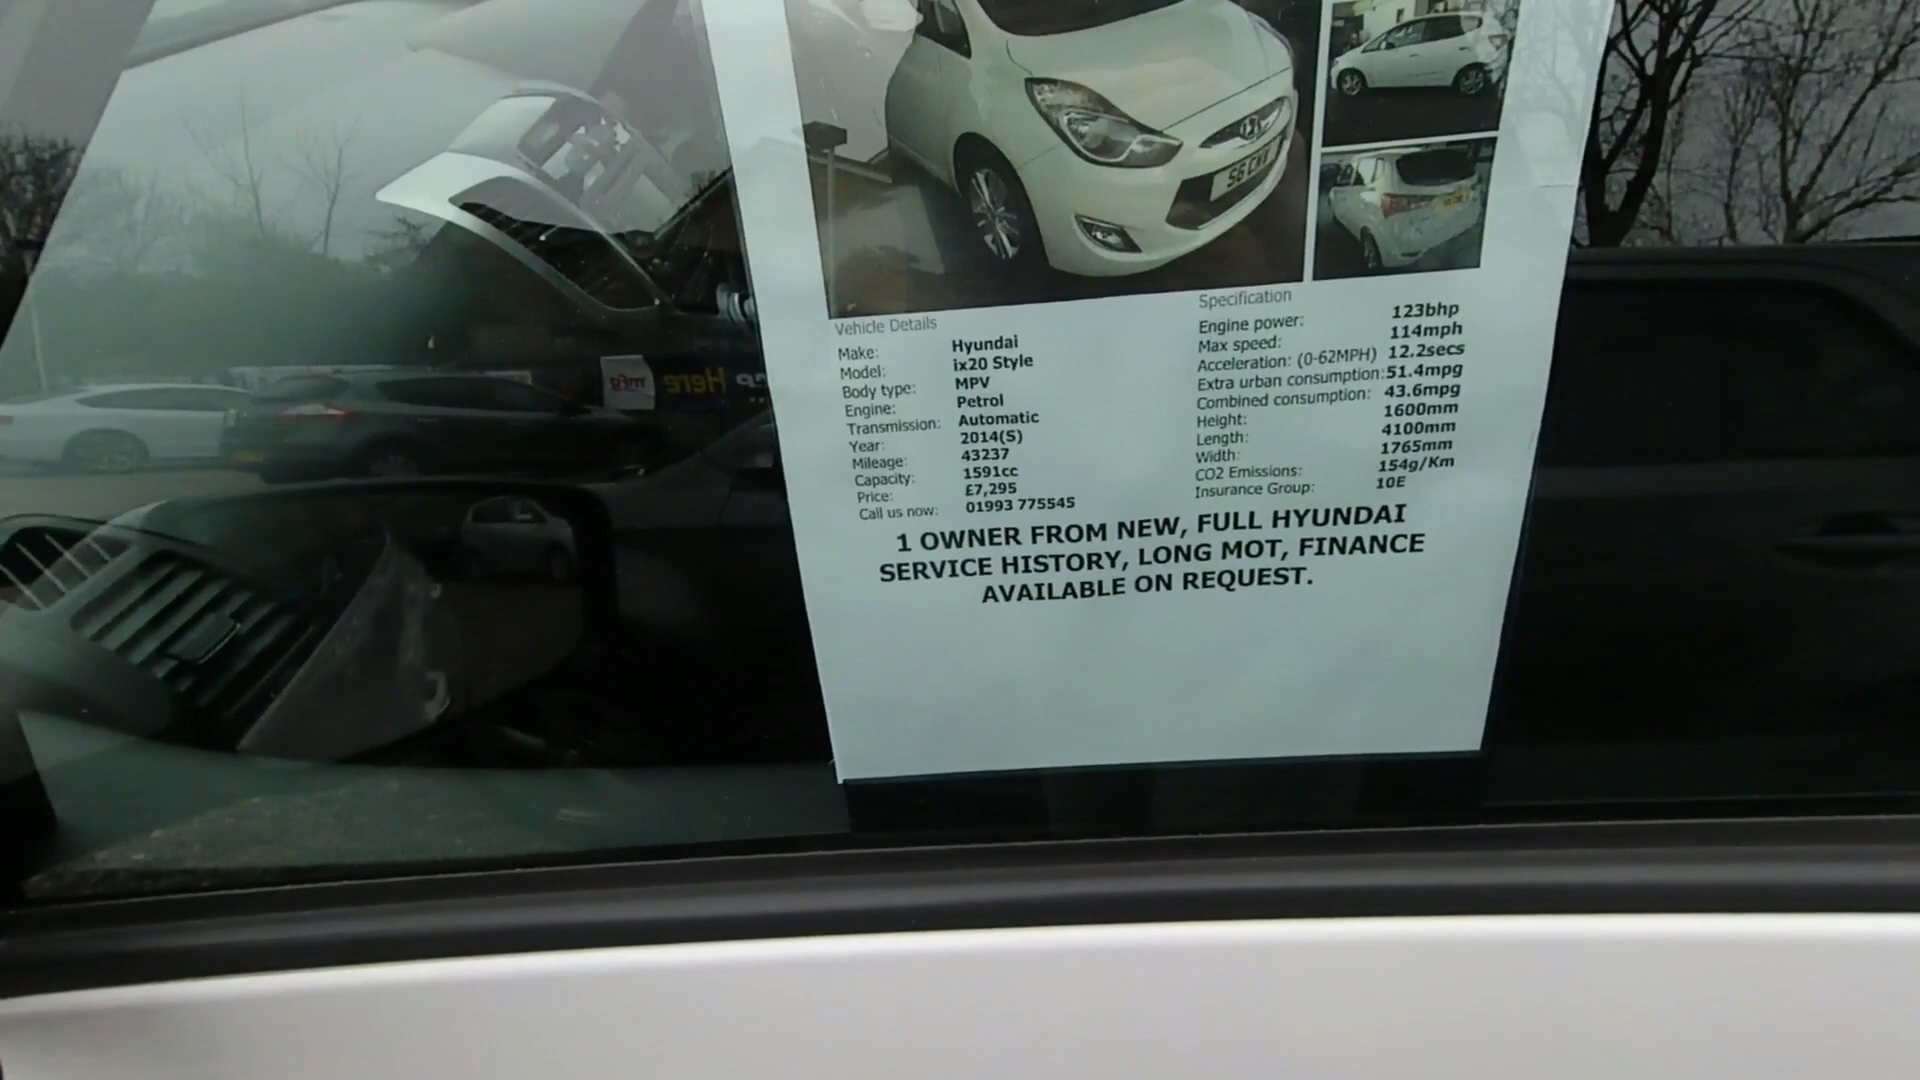 S6 CNX
Vehicle Details
Make: Hyundai
Model: ix20 Style
Body type: MPV
Engine: Petrol
Transmission: Automatic
Year: 2014(S)
Mileage: 43237
Capacity: 1591cc
Price: £7,295
Call us now: 01993 775545
Specification
Engine power: 123bhp
Max speed: 114mph
Acceleration: (0-62MPH) 12.2secs
Extra urban consumption: 51.4mpg
Combined consumption: 43.6mpg
Height: 1600mm
Length: 4100mm
Width: 1765mm
CO2 Emissions: 154g/Km
Insurance Group: 10E
1 OWNER FROM NEW, FULL HYUNDAI
SERVICE HISTORY, LONG MOT, FINANCE
AVAILABLE ON REQUEST.
Here